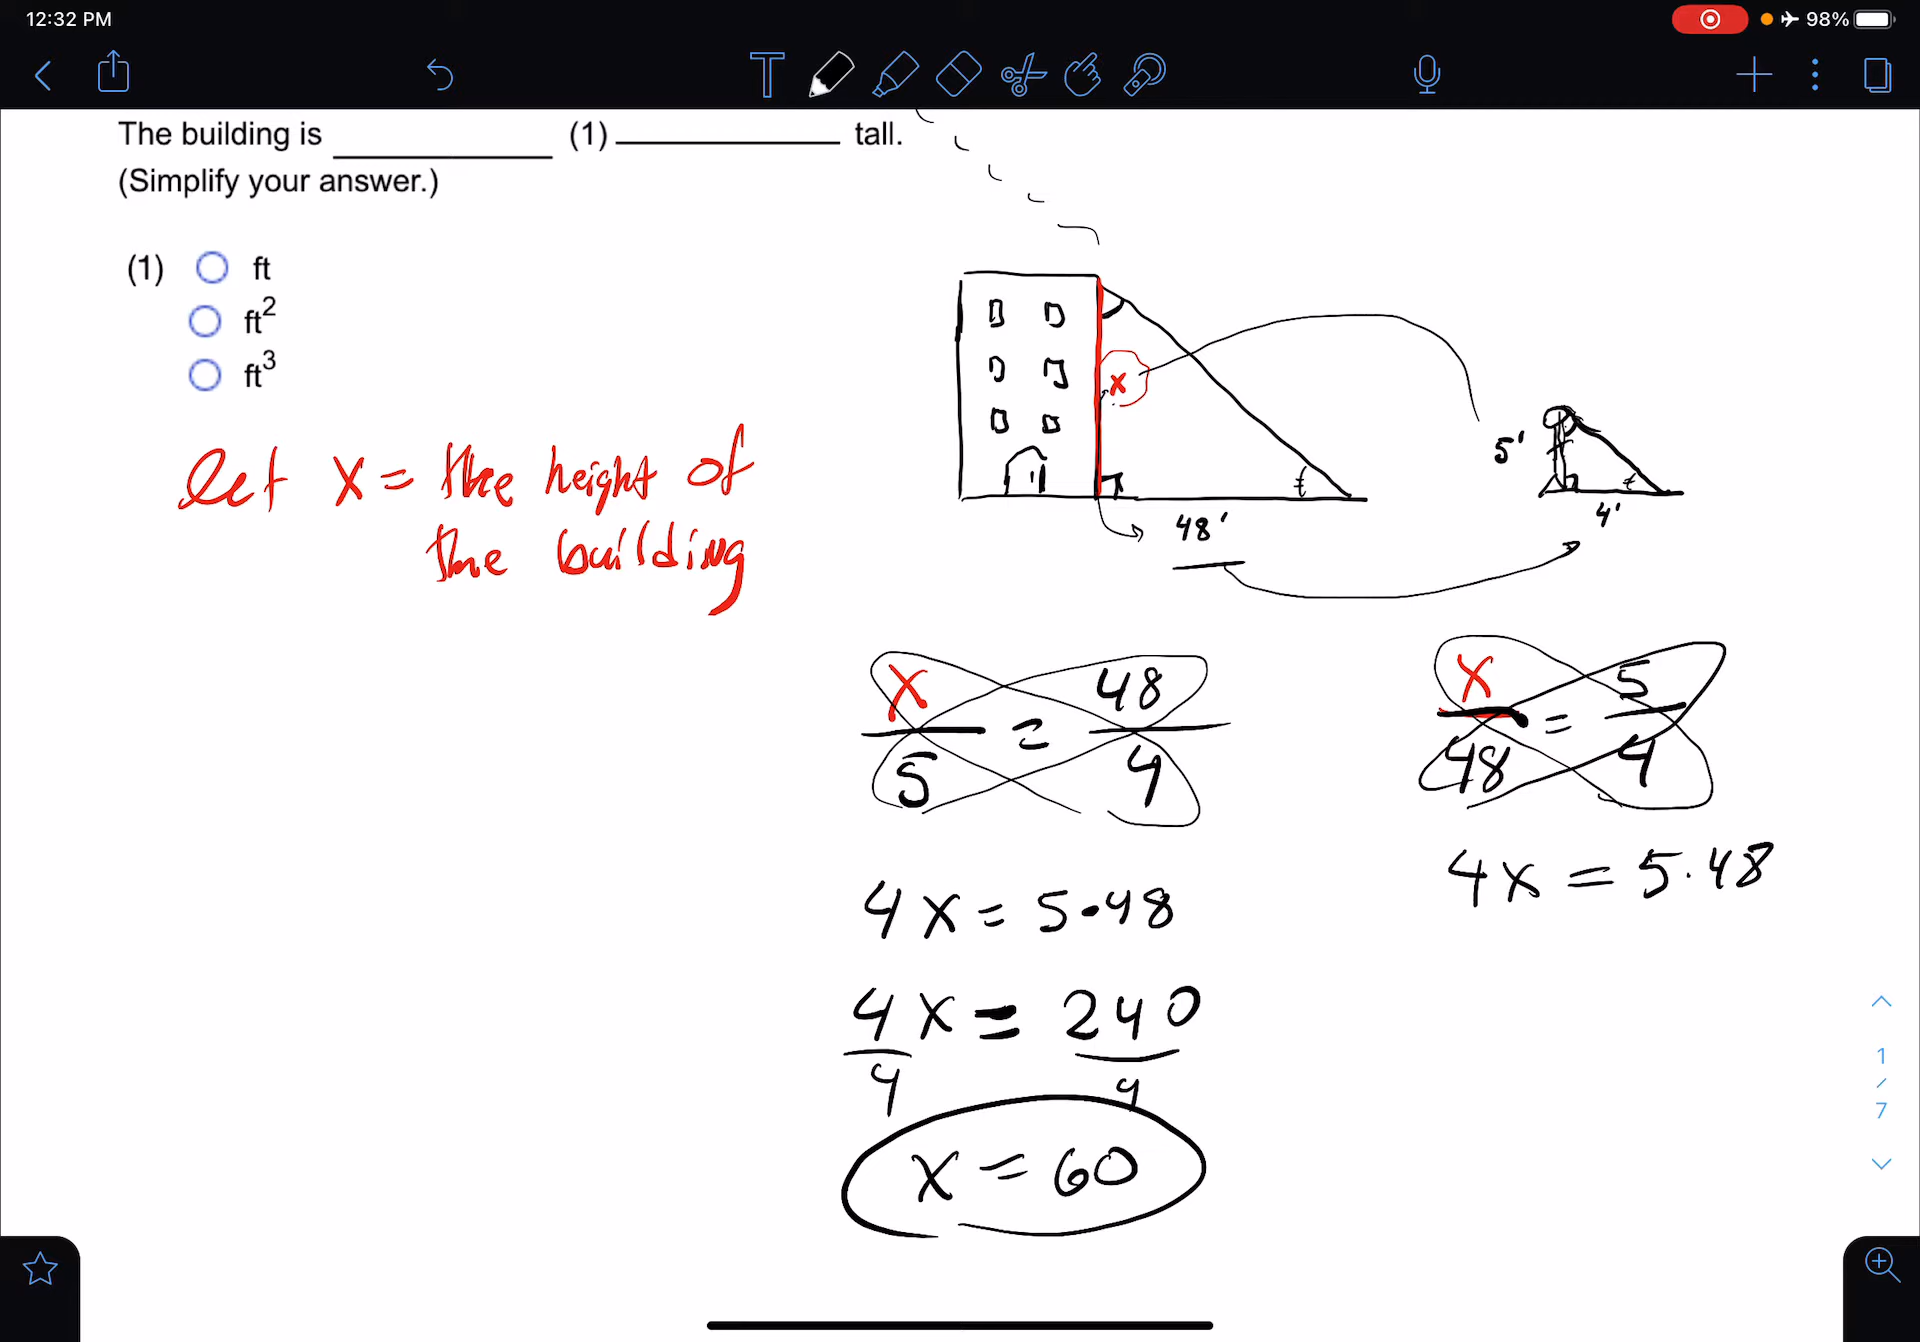 12:32 PM
98%
The building is ____________ (1) ____________ tall.
(Simplify your answer.)
(1) ft
ft²
ft³
let x = the height of
the building
x
48'
5'
4'
x/5 = 48/4
x/48 = 5/4
4x = 5·48
4x = 5·48
4x/4 = 240/4
x = 60
1
/
7